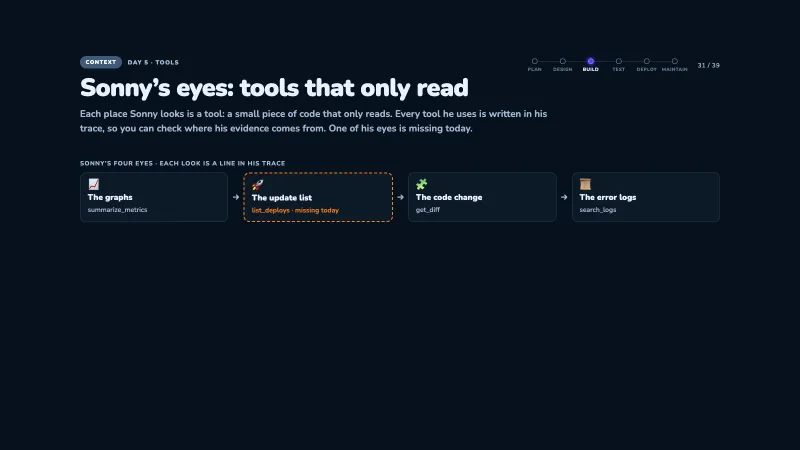 CONTEXT DAY 5 · TOOLS
PLAN DESIGN BUILD TEST DEPLOY MAINTAIN 31 / 39
Sonny’s eyes: tools that only read
Each place Sonny looks is a tool: a small piece of code that only reads. Every tool he uses is written in his
trace, so you can check where his evidence comes from. One of his eyes is missing today.
SONNY’S FOUR EYES · EACH LOOK IS A LINE IN HIS TRACE
The graphs
summarize_metrics
→
The update list
list_deploys · missing today
→
The code change
get_diff
→
The error logs
search_logs